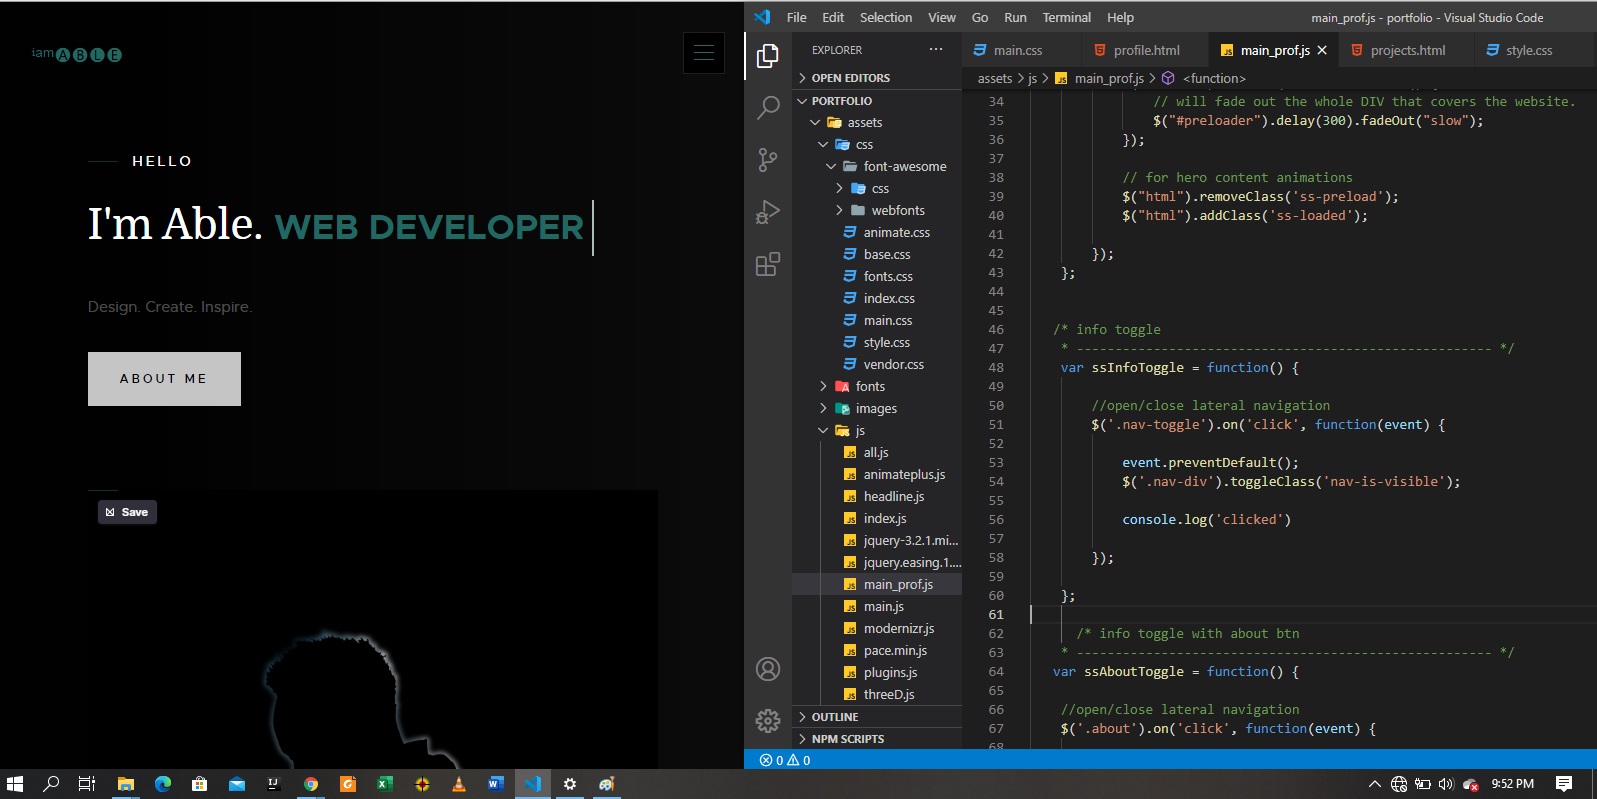 iamABLE
HELLO
I'm Able. WEB DEVELOPER
Design. Create. Inspire.
ABOUT ME
Save
File Edit Selection View Go Run Terminal Help
main_prof.js - portfolio - Visual Studio Code
EXPLORER
OPEN EDITORS
PORTFOLIO
assets
css
font-awesome
css
webfonts
animate.css
base.css
fonts.css
index.css
main.css
style.css
vendor.css
fonts
images
js
all.js
animateplus.js
headline.js
index.js
jquery-3.2.1.mi...
jquery.easing.1....
main_prof.js
main.js
modernizr.js
pace.min.js
plugins.js
threeD.js
OUTLINE
NPM SCRIPTS
main.css profile.html main_prof.js projects.html style.css
assets > js > main_prof.js > <function>
34 // will fade out the whole DIV that covers the website.
35 $("#preloader").delay(300).fadeOut("slow");
36 });
37
38 // for hero content animations
39 $("html").removeClass('ss-preload');
40 $("html").addClass('ss-loaded');
41
42 });
43 };
44
45
46 /* info toggle
47 * ------------------------------------------------------ */
48 var ssInfoToggle = function() {
49
50 //open/close lateral navigation
51 $('.nav-toggle').on('click', function(event) {
52
53 event.preventDefault();
54 $('.nav-div').toggleClass('nav-is-visible');
55
56 console.log('clicked')
57
58 });
59
60 };
61
62 /* info toggle with about btn
63 * ------------------------------------------------------ */
64 var ssAboutToggle = function() {
65
66 //open/close lateral navigation
67 $('.about').on('click', function(event) {
68
0 0
9:52 PM